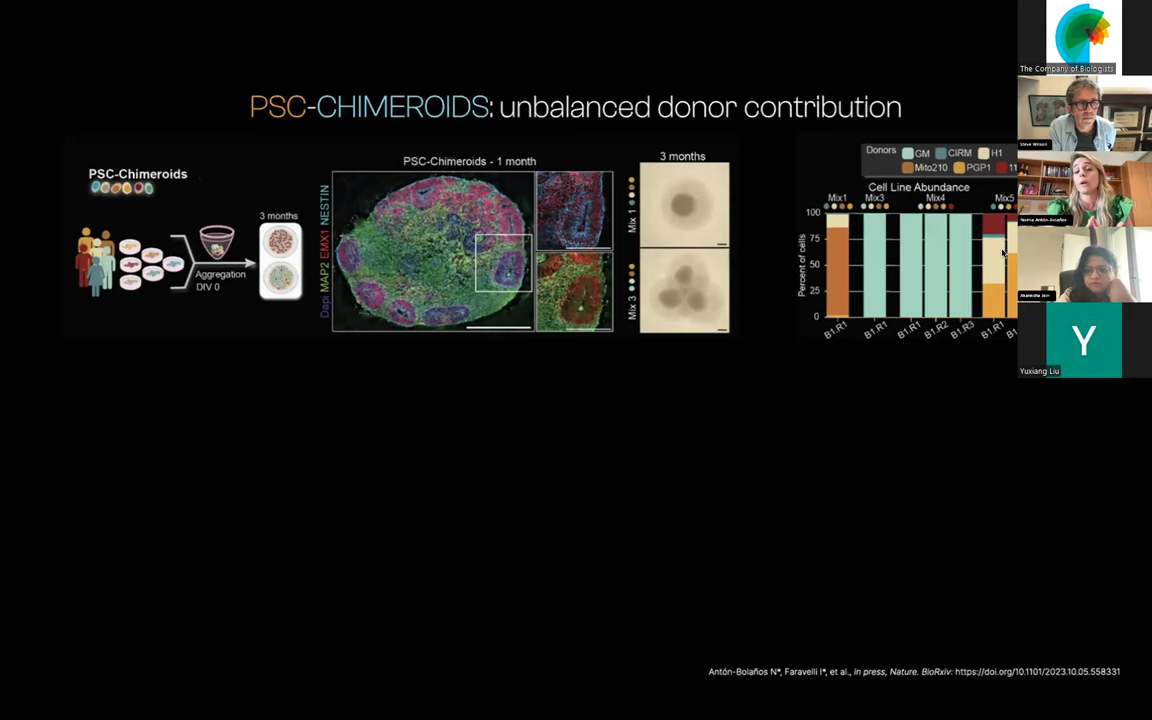 PSC-CHIMEROIDS: unbalanced donor contribution
PSC-Chimeroids
Aggregation
DIV 0
3 months
PSC-Chimeroids - 1 month
Dapi MAP2 EMX1 NESTIN
3 months
Mix 1
Mix 3
Donors GM CIRM H1
Mito210 PGP1 11
Cell Line Abundance
Mix1 Mix3 Mix4 Mix5
Percent of cells
100
75
50
25
0
B1.R1 B1.R1 B1.R1 B1.R2 B1.R3 B1.R1
The Company of Biologists
Steve Wilson
Noelia Antón-Bolaños
Akanksha Jain
Y
Yuxiang Liu
Antón-Bolaños N*, Faravelli I*, et al., in press, Nature. BioRxiv: https://doi.org/10.1101/2023.10.05.558331